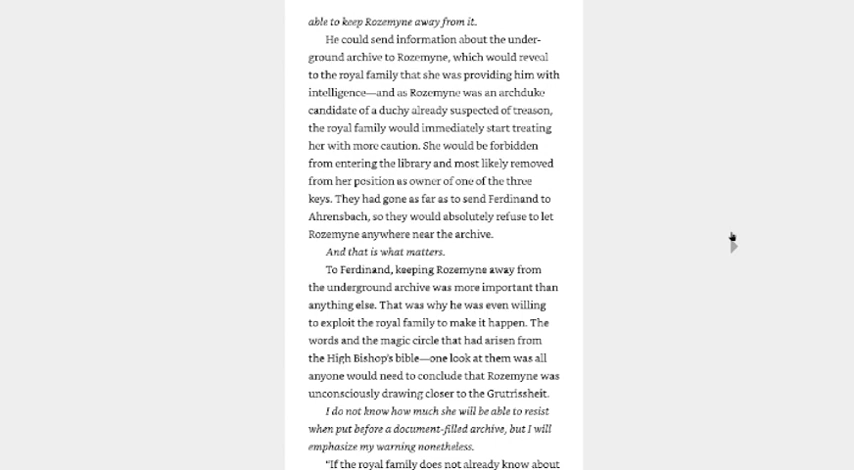 able to keep Rozemyne away from it.
He could send information about the under-
ground archive to Rozemyne, which would reveal
to the royal family that she was providing him with
intelligence—and as Rozemyne was an archduke
candidate of a duchy already suspected of treason,
the royal family would immediately start treating
her with more caution. She would be forbidden
from entering the library and most likely removed
from her position as owner of one of the three
keys. They had gone as far as to send Ferdinand to
Ahrensbach, so they would absolutely refuse to let
Rozemyne anywhere near the archive.
And that is what matters.
To Ferdinand, keeping Rozemyne away from
the underground archive was more important than
anything else. That was why he was even willing
to exploit the royal family to make it happen. The
words and the magic circle that had arisen from
the High Bishop's bible—one look at them was all
anyone would need to conclude that Rozemyne was
unconsciously drawing closer to the Grutrissheit.
I do not know how much she will be able to resist
when put before a document-filled archive, but I will
emphasize my warning nonetheless.
"If the royal family does not already know about